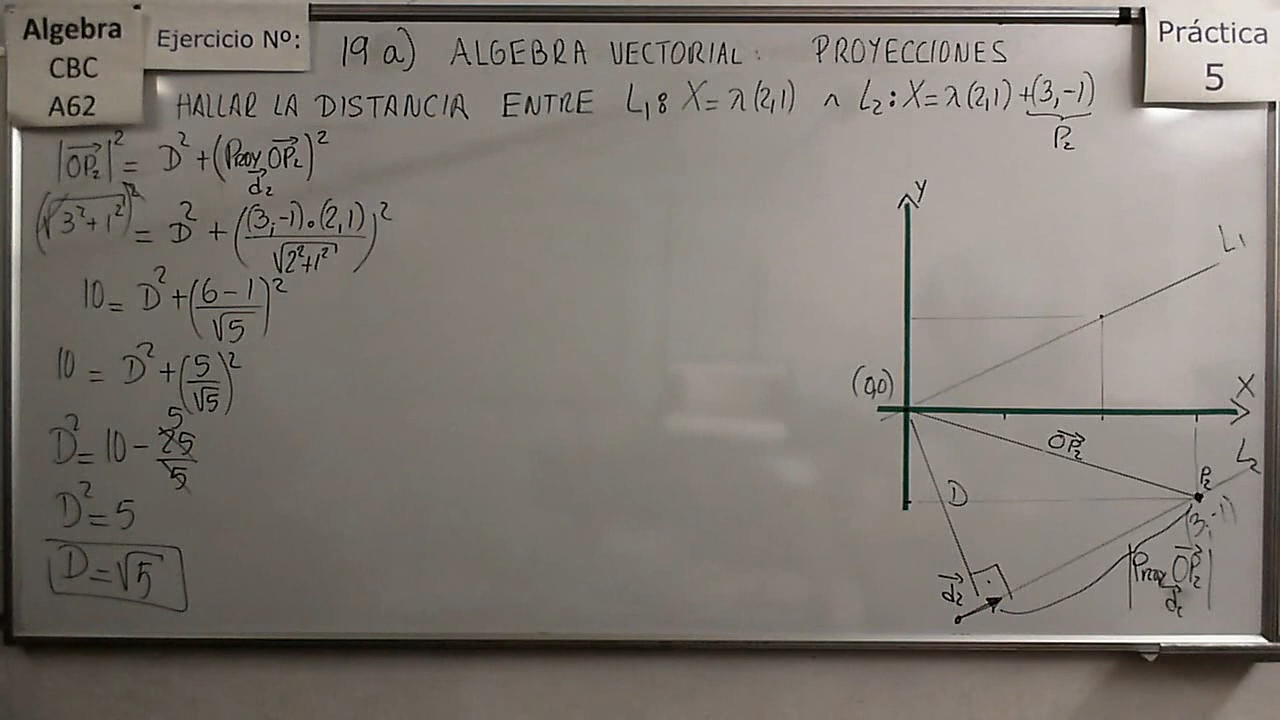 Algebra
CBC
A62
Ejercicio Nº:
19 a) ALGEBRA VECTORIAL: PROYECCIONES
Práctica
5
HALLAR LA DISTANCIA ENTRE L₁: X = λ(2,1) ∧ L₂: X = λ(2,1) + (3,-1)
P₂
|OP₂|² = D² + (Proy OP₂)²
d₂
(√3²+1²)² = D² + ((3,-1).(2,1) / √2²+1²)²
10 = D² + (6-1 / √5)²
10 = D² + (5 / √5)²
5
D² = 10 - 25/5
D² = 5
D = √5
Y
L₁
(0,0)
X
OP₂
L₂
P₂
D
(3,-1)
d₂
|Proy OP₂|
d₂